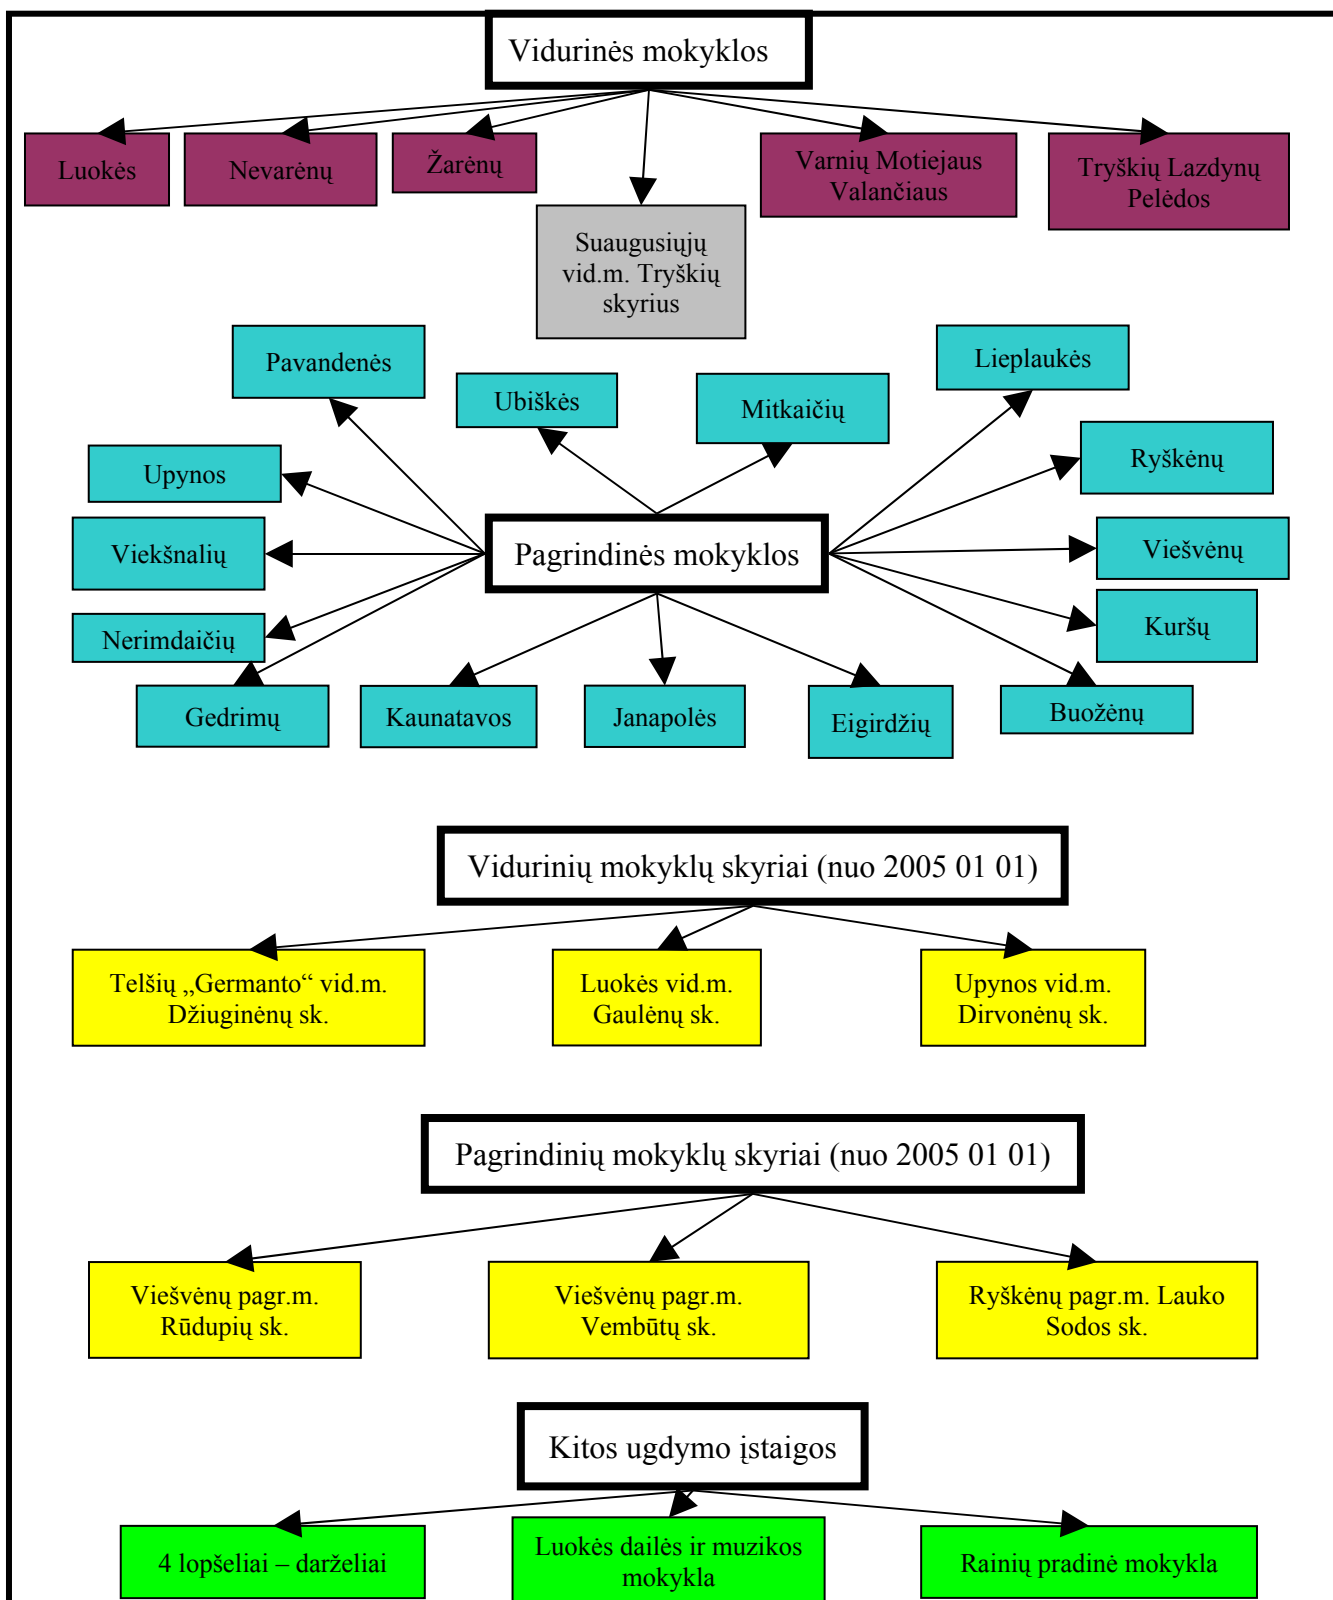 Vidurinės mokyklos
Luokės
Nevarėnų
Žarėnų
Varnių Motiejaus
Valančiaus
Tryškių Lazdynų
Pelėdos
Suaugusiųjų
vid.m. Tryškių
skyrius
Pavandenės
Ubiškės
Mitkaičių
Lieplaukės
Upynos
Ryškėnų
Viekšnalių
Pagrindinės mokyklos
Viešvėnų
Nerimdaičių
Kuršų
Gedrimų
Kaunatavos
Janapolės
Eigirdžių
Buožėnų
Vidurinių mokyklų skyriai (nuo 2005 01 01)
Telšių „Germanto“ vid.m.
Džiuginėnų sk.
Luokės vid.m.
Gaulėnų sk.
Upynos vid.m.
Dirvonėnų sk.
Pagrindinių mokyklų skyriai (nuo 2005 01 01)
Viešvėnų pagr.m.
Rūdupių sk.
Viešvėnų pagr.m.
Vembūtų sk.
Ryškėnų pagr.m. Lauko
Sodos sk.
Kitos ugdymo įstaigos
4 lopšeliai – darželiai
Luokės dailės ir muzikos
mokykla
Rainių pradinė mokykla